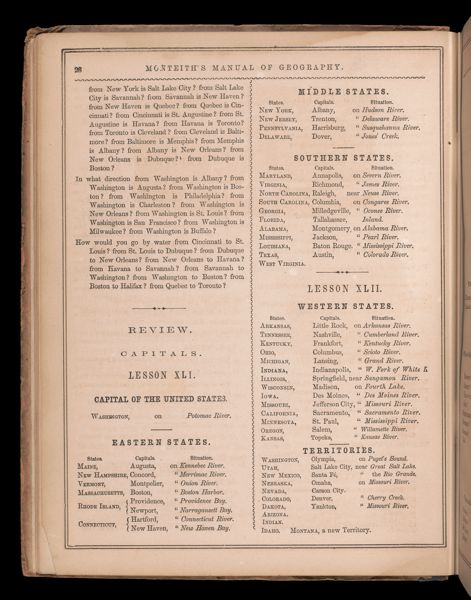 26
MONTEITH'S MANUAL OF GEOGRAPHY.
from New York is Salt Lake City? from Salt Lake
City is Savannah? from Savannah is New Haven?
from New Haven is Quebec? from Quebec is Cin-
cinnati? from Cincinnati is St. Augustine? from St.
Augustine is Havana? from Havana is Toronto?
from Toronto is Cleveland? from Cleveland is Balti-
more? from Baltimore is Memphis? from Memphis
is Albany? from Albany is New Orleans? from
New Orleans is Dubuque? from Dubuque is
Boston?
In what direction from Washington is Albany? from
Washington is Augusta? from Washington is Bos-
ton? from Washington is Philadelphia? from
Washington is Charleston? from Washington is
New Orleans? from Washington is St. Louis? from
Washington is San Francisco? from Washington is
Milwaukee? from Washington is Buffalo?
How would you go by water from Cincinnati to St.
Louis? from St. Louis to Dubuque? from Dubuque
to New Orleans? from New Orleans to Havana?
from Havana to Savannah? from Savannah to
Washington? from Washington to Boston? from
Boston to Halifax? from Quebec to Toronto?
REVIEW.
CAPITALS.
LESSON XLI.
CAPITAL OF THE UNITED STATES.
WASHINGTON, on Potomac River.
EASTERN STATES.
States. Capitals. Situation.
MAINE, Augusta, on Kennebec River.
NEW HAMPSHIRE, Concord, " Merrimac River.
VERMONT, Montpelier, " Onion River.
MASSACHUSETTS, Boston, " Boston Harbor.
RHODE ISLAND, { Providence, " Providence Bay.
Newport, " Narragansett Bay.
CONNECTICUT, { Hartford, " Connecticut River.
New Haven, " New Haven Bay.
MIDDLE STATES.
States. Capitals. Situation.
NEW YORK, Albany, on Hudson River.
NEW JERSEY, Trenton, " Delaware River.
PENNSYLVANIA, Harrisburg, " Susquehanna River.
DELAWARE, Dover, " Jones' Creek.
SOUTHERN STATES.
States. Capitals. Situation.
MARYLAND, Annapolis, on Severn River.
VIRGINIA, Richmond, " James River.
NORTH CAROLINA, Raleigh, near Neuse River.
SOUTH CAROLINA, Columbia, on Congaree River.
GEORGIA, Milledgeville, " Oconee River.
FLORIDA, Tallahassee, Inland.
ALABAMA, Montgomery, on Alabama River.
MISSISSIPPI, Jackson, " Pearl River.
LOUISIANA, Baton Rouge, " Mississippi River.
TEXAS, Austin, " Colorado River.
WEST VIRGINIA.
LESSON XLII.
WESTERN STATES.
States. Capitals. Situation.
ARKANSAS, Little Rock, on Arkansas River.
TENNESSEE, Nashville, " Cumberland River.
KENTUCKY, Frankfort, " Kentucky River.
OHIO, Columbus, " Scioto River.
MICHIGAN, Lansing, " Grand River.
INDIANA, Indianapolis, " W. Fork of White R
ILLINOIS, Springfield, near Sangamon River.
WISCONSIN, Madison, on Fourth Lake.
IOWA, Des Moines, " Des Moines River.
MISSOURI, Jefferson City, " Missouri River.
CALIFORNIA, Sacramento, " Sacramento River.
MINNESOTA, St. Paul, " Mississippi River.
OREGON, Salem, " Willamette River.
KANSAS, Topeka, " Kansas River.
TERRITORIES.
WASHINGTON, Olympia, on Puget's Sound.
UTAH, Salt Lake City, near Great Salt Lake.
NEW MEXICO, Santa Fé, " the Rio Grande.
NEBRASKA, Omaha, on Missouri River.
NEVADA, Carson City.
COLORADO, Denver, " Cherry Creek.
DAKOTA, Yankton, " Missouri River.
ARIZONA.
INDIAN.
IDAHO. MONTANA, a new Territory.